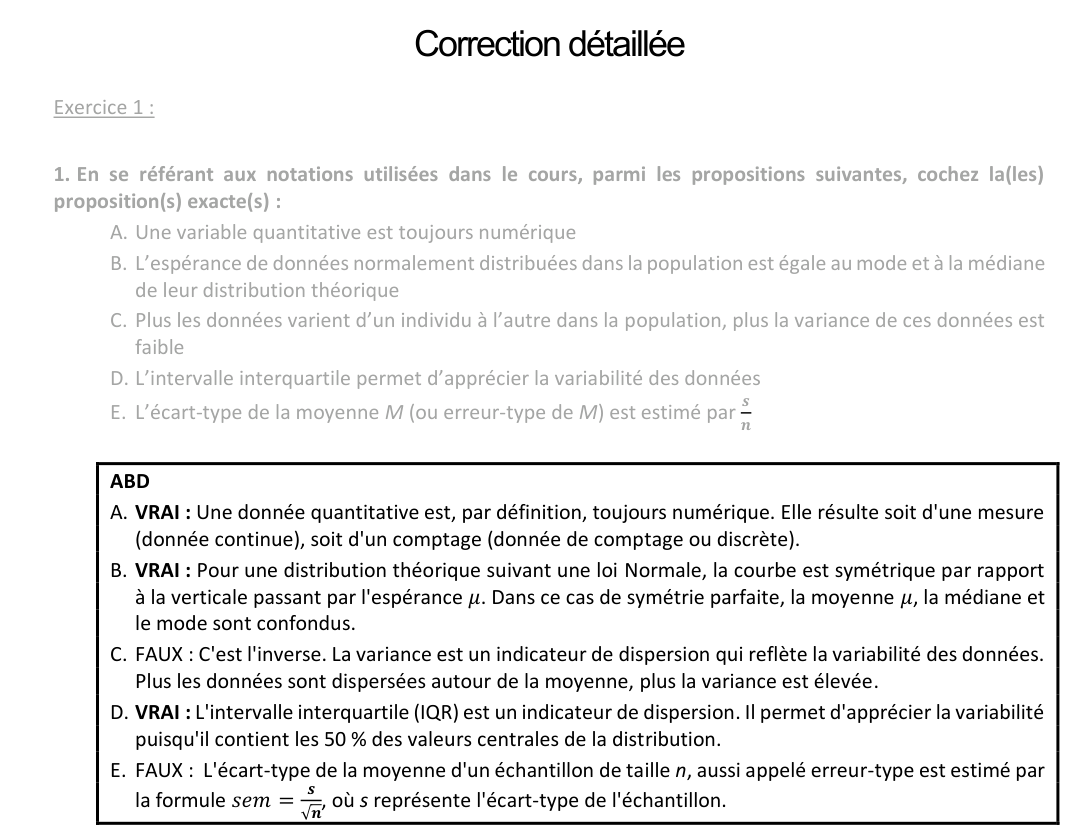 Correction détaillée
Exercice 1 :
1. En se référant aux notations utilisées dans le cours, parmi les propositions suivantes, cochez la(les)
proposition(s) exacte(s) :
A. Une variable quantitative est toujours numérique
B. L’espérance de données normalement distribuées dans la population est égale au mode et à la médiane
de leur distribution théorique
C. Plus les données varient d’un individu à l’autre dans la population, plus la variance de ces données est
faible
D. L’intervalle interquartile permet d’apprécier la variabilité des données
E. L’écart-type de la moyenne M (ou erreur-type de M) est estimé par s/n
ABD
A. VRAI : Une donnée quantitative est, par définition, toujours numérique. Elle résulte soit d'une mesure
(donnée continue), soit d'un comptage (donnée de comptage ou discrète).
B. VRAI : Pour une distribution théorique suivant une loi Normale, la courbe est symétrique par rapport
à la verticale passant par l'espérance μ. Dans ce cas de symétrie parfaite, la moyenne μ, la médiane et
le mode sont confondus.
C. FAUX : C'est l'inverse. La variance est un indicateur de dispersion qui reflète la variabilité des données.
Plus les données sont dispersées autour de la moyenne, plus la variance est élevée.
D. VRAI : L'intervalle interquartile (IQR) est un indicateur de dispersion. Il permet d'apprécier la variabilité
puisqu'il contient les 50 % des valeurs centrales de la distribution.
E. FAUX : L'écart-type de la moyenne d'un échantillon de taille n, aussi appelé erreur-type est estimé par
la formule sem = s/√n, où s représente l'écart-type de l'échantillon.